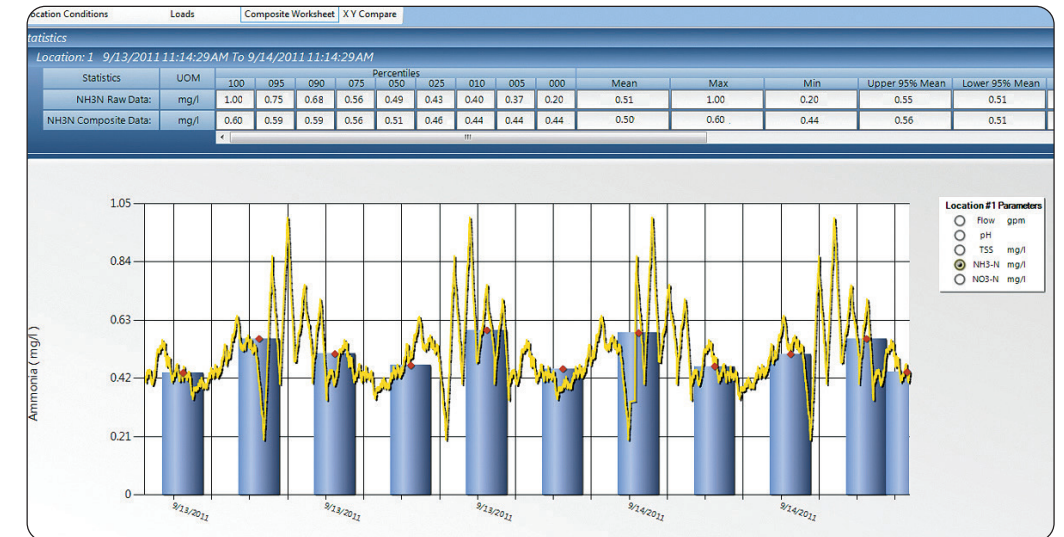 ocation Conditions Loads Composite Worksheet X Y Compare
tatistics
Location: 1 9/13/2011 11:14:29AM To 9/14/2011 11:14:29AM
Statistics UOM Percentiles
100 095 090 075 050 025 010 005 000 Mean Max Min Upper 95% Mean Lower 95% Mean
NH3N Raw Data: mg/l 1.00 0.75 0.68 0.56 0.49 0.43 0.40 0.37 0.20 0.51 1.00 0.20 0.55 0.51
NH3N Composite Data: mg/l 0.60 0.59 0.59 0.56 0.51 0.46 0.44 0.44 0.44 0.50 0.60 0.44 0.56 0.51
1.05
0.84
0.63
0.42
0.21
0
Ammonia ( mg/l )
9/13/2011 9/13/2011 9/13/2011 9/14/2011 9/14/2011
Location #1 Parameters
Flow gpm
pH
TSS mg/l
NH3-N mg/l
NO3-N mg/l